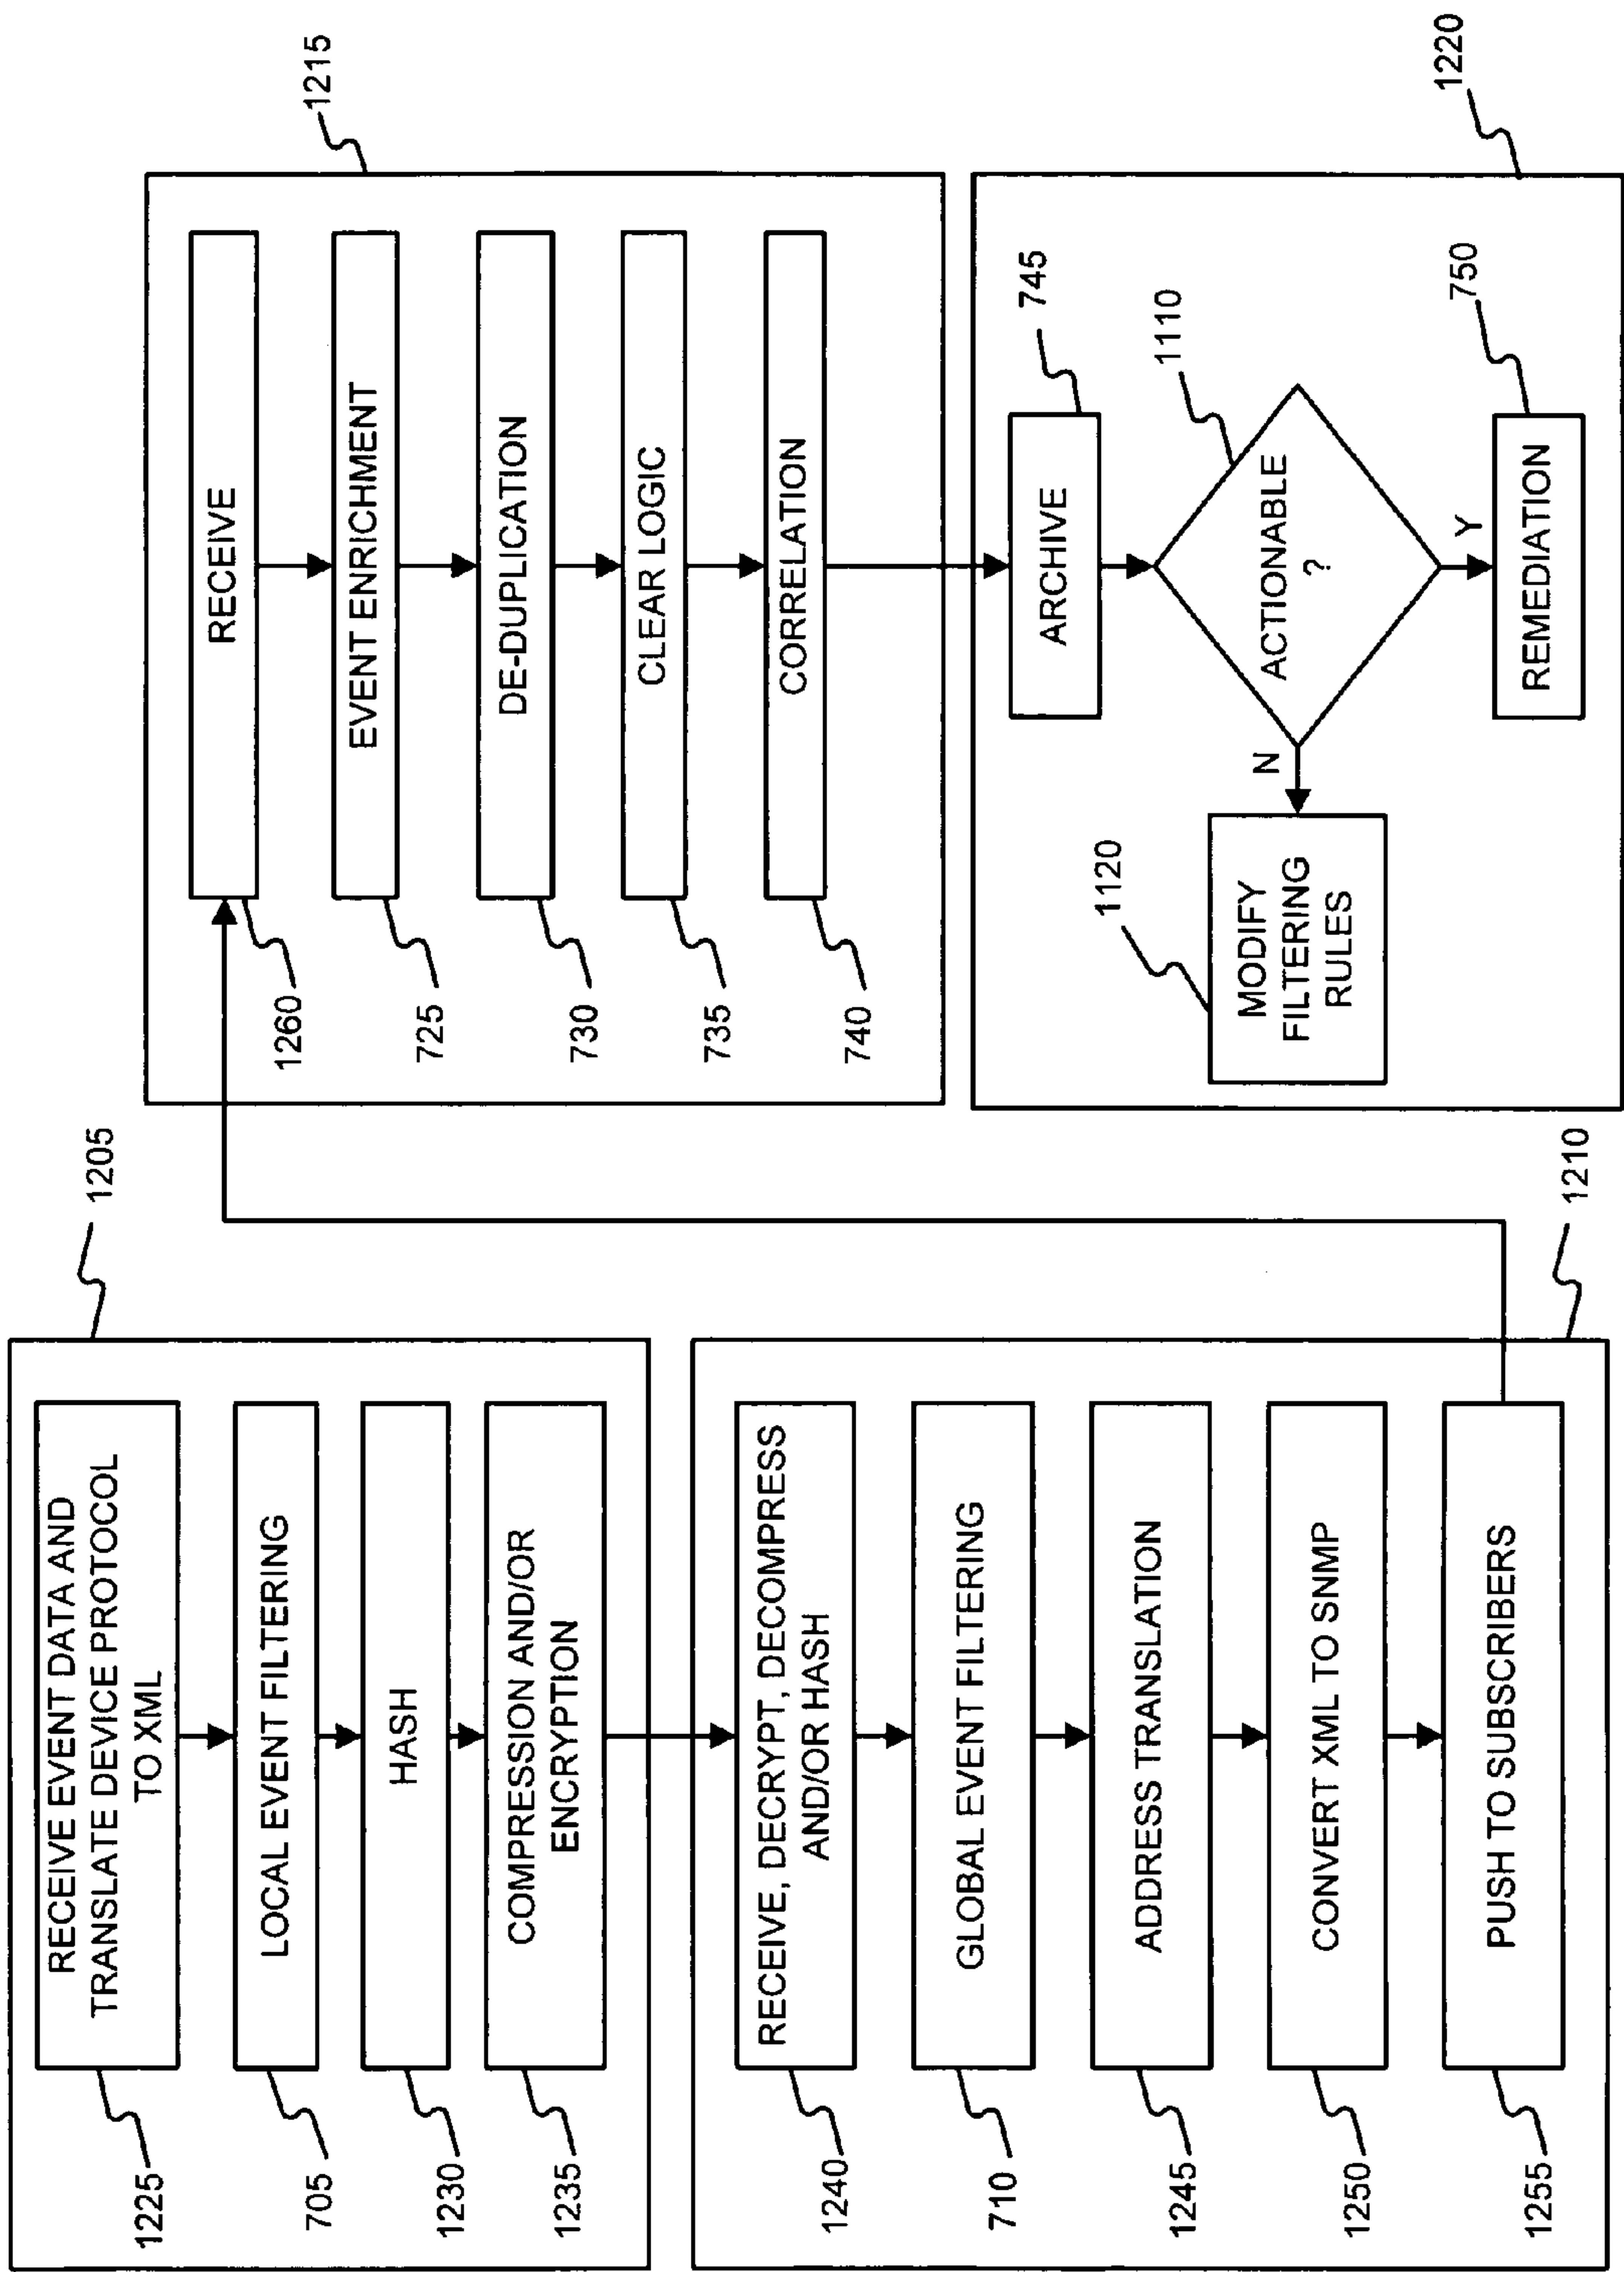 1205
RECEIVE EVENT DATA AND
TRANSLATE DEVICE PROTOCOL
TO XML
1225
LOCAL EVENT FILTERING
705
HASH
1230
COMPRESSION AND/OR
ENCRYPTION
1235
RECEIVE, DECRYPT, DECOMPRESS
AND/OR HASH
1240
GLOBAL EVENT FILTERING
710
ADDRESS TRANSLATION
1245
CONVERT XML TO SNMP
1250
PUSH TO SUBSCRIBERS
1255
1210
1215
RECEIVE
1260
EVENT ENRICHMENT
725
DE-DUPLICATION
730
CLEAR LOGIC
735
CORRELATION
740
ARCHIVE
745
ACTIONABLE
?
1110
N
Y
MODIFY
FILTERING
RULES
1120
REMEDIATION
750
1220